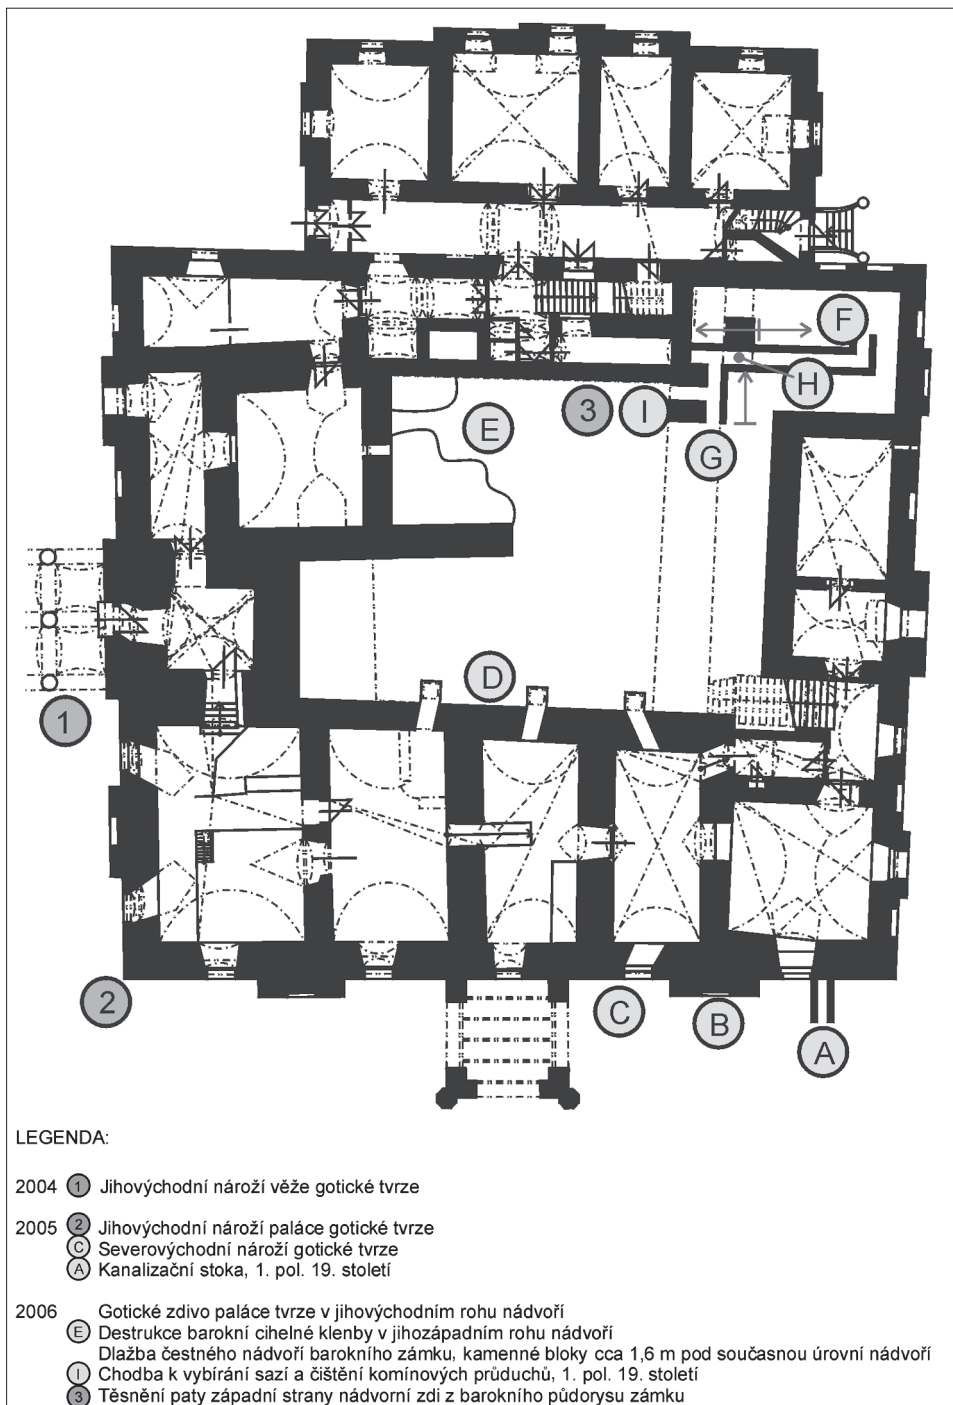 F
H
E
3 I
G
D
1
2
C
B
A
LEGENDA:
2004 1 Jihovýchodní nároží věže gotické tvrze
2005 2 Jihovýchodní nároží paláce gotické tvrze
C Severovýchodní nároží gotické tvrze
A Kanalizační stoka, 1. pol. 19. století
2006 Gotické zdivo paláce tvrze v jihovýchodním rohu nádvoří
E Destrukce barokní cihelné klenby v jihozápadním rohu nádvoří
Dlažba čestného nádvoří barokního zámku, kamenné bloky cca 1,6 m pod současnou úrovní nádvoří
I Chodba k vybírání sazí a čištění komínových průduchů, 1. pol. 19. století
3 Těsnění paty západní strany nádvorní zdi z barokního půdorysu zámku